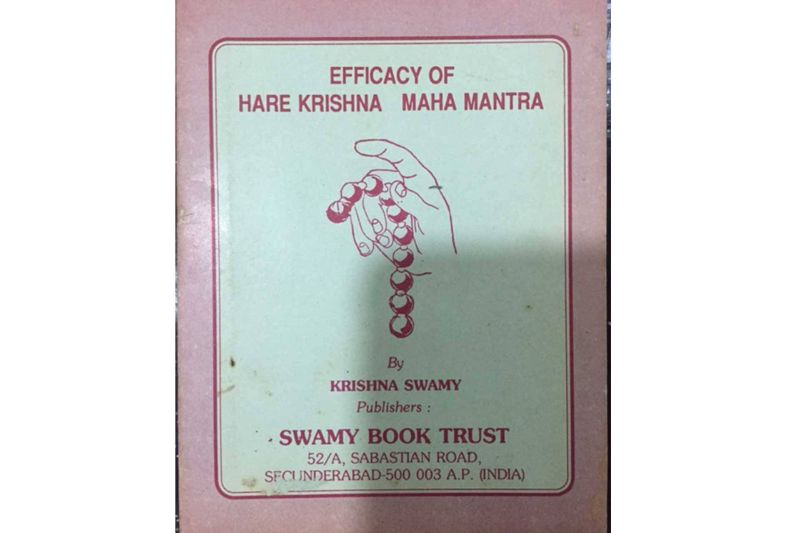 EFFICACY OF
HARE KRISHNA MAHA MANTRA
By
KRISHNA SWAMY
Publishers :
SWAMY BOOK TRUST
52/A, SABASTIAN ROAD,
SECUNDERABAD-500 003 A.P. (INDIA)